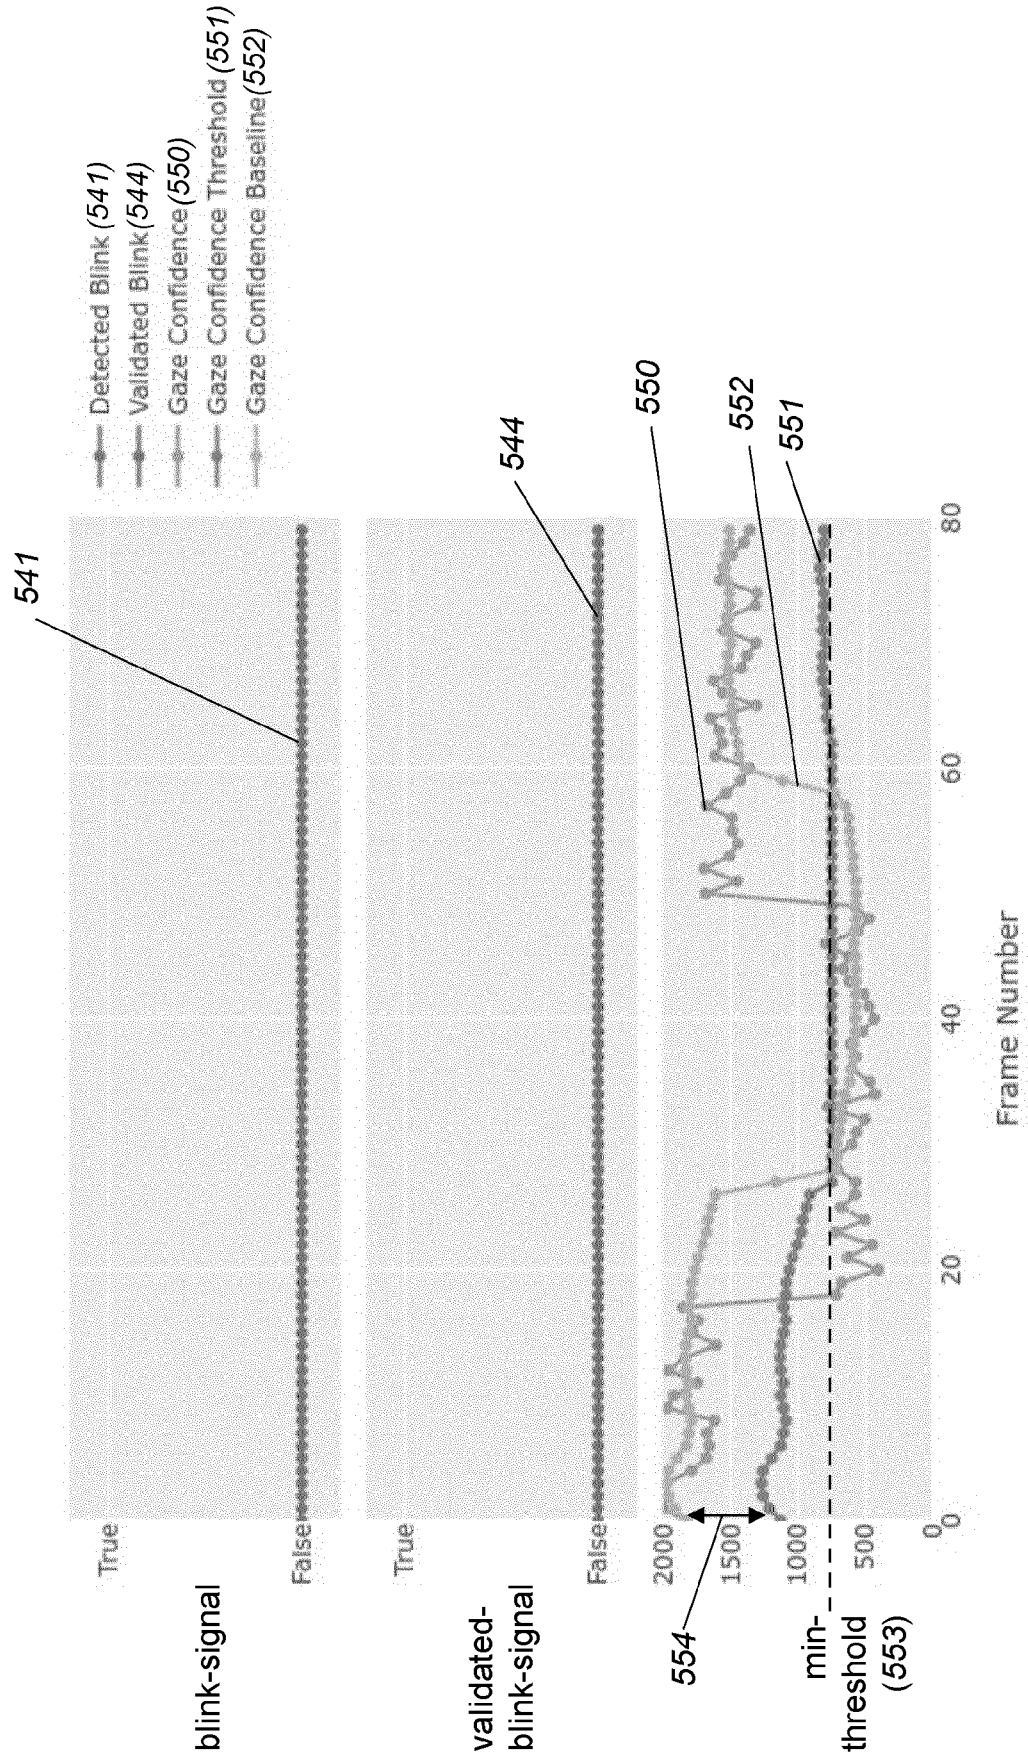 541
Detected Blink (541)
Validated Blink (544)
Gaze Confidence (550)
Gaze Confidence Threshold (551)
Gaze Confidence Baseline (552)
True
False
blink-signal
544
True
False
validated-
blink-signal
550
552
551
554
2000
1500
1000
500
0
min-
threshold
(553)
0
20
40
60
80
Frame Number